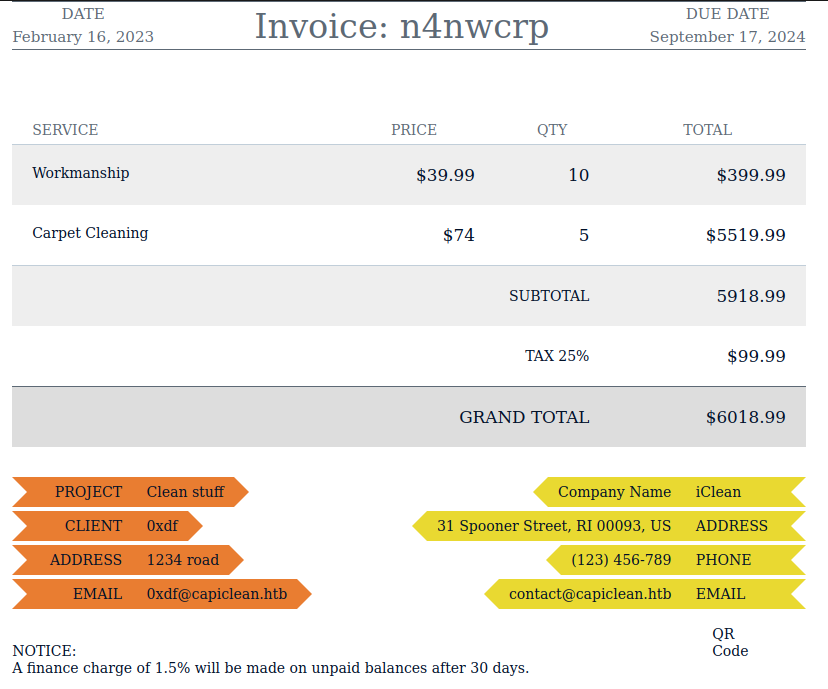 DATE
February 16, 2023
Invoice: n4nwcrp
DUE DATE
September 17, 2024
SERVICE PRICE QTY TOTAL
Workmanship $39.99 10 $399.99
Carpet Cleaning $74 5 $5519.99
SUBTOTAL 5918.99
TAX 25% $99.99
GRAND TOTAL $6018.99
PROJECT Clean stuff
CLIENT 0xdf
ADDRESS 1234 road
EMAIL 0xdf@capiclean.htb
Company Name iClean
31 Spooner Street, RI 00093, US ADDRESS
(123) 456-789 PHONE
contact@capiclean.htb EMAIL
QR
Code
NOTICE:
A finance charge of 1.5% will be made on unpaid balances after 30 days.